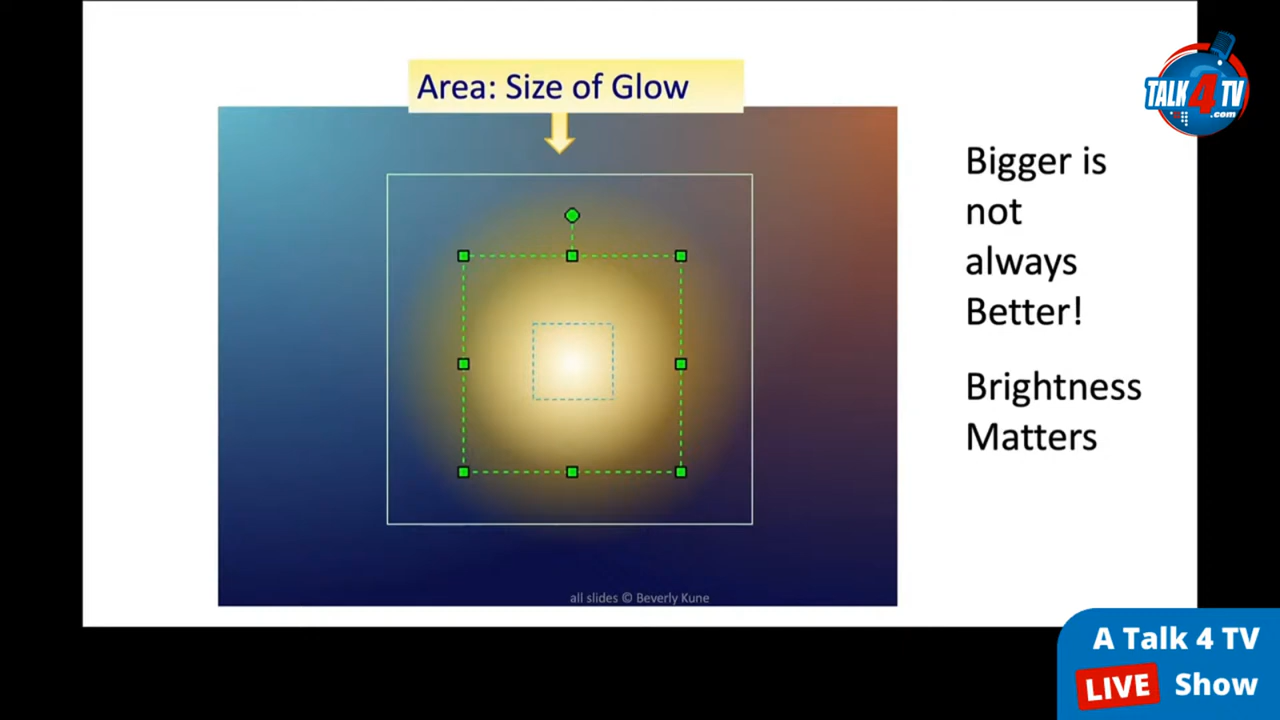 Area: Size of Glow
TALK 4 TV
.com
Bigger is
not
always
Better!
Brightness
Matters
all slides © Beverly Kune
A Talk 4 TV
LIVE Show